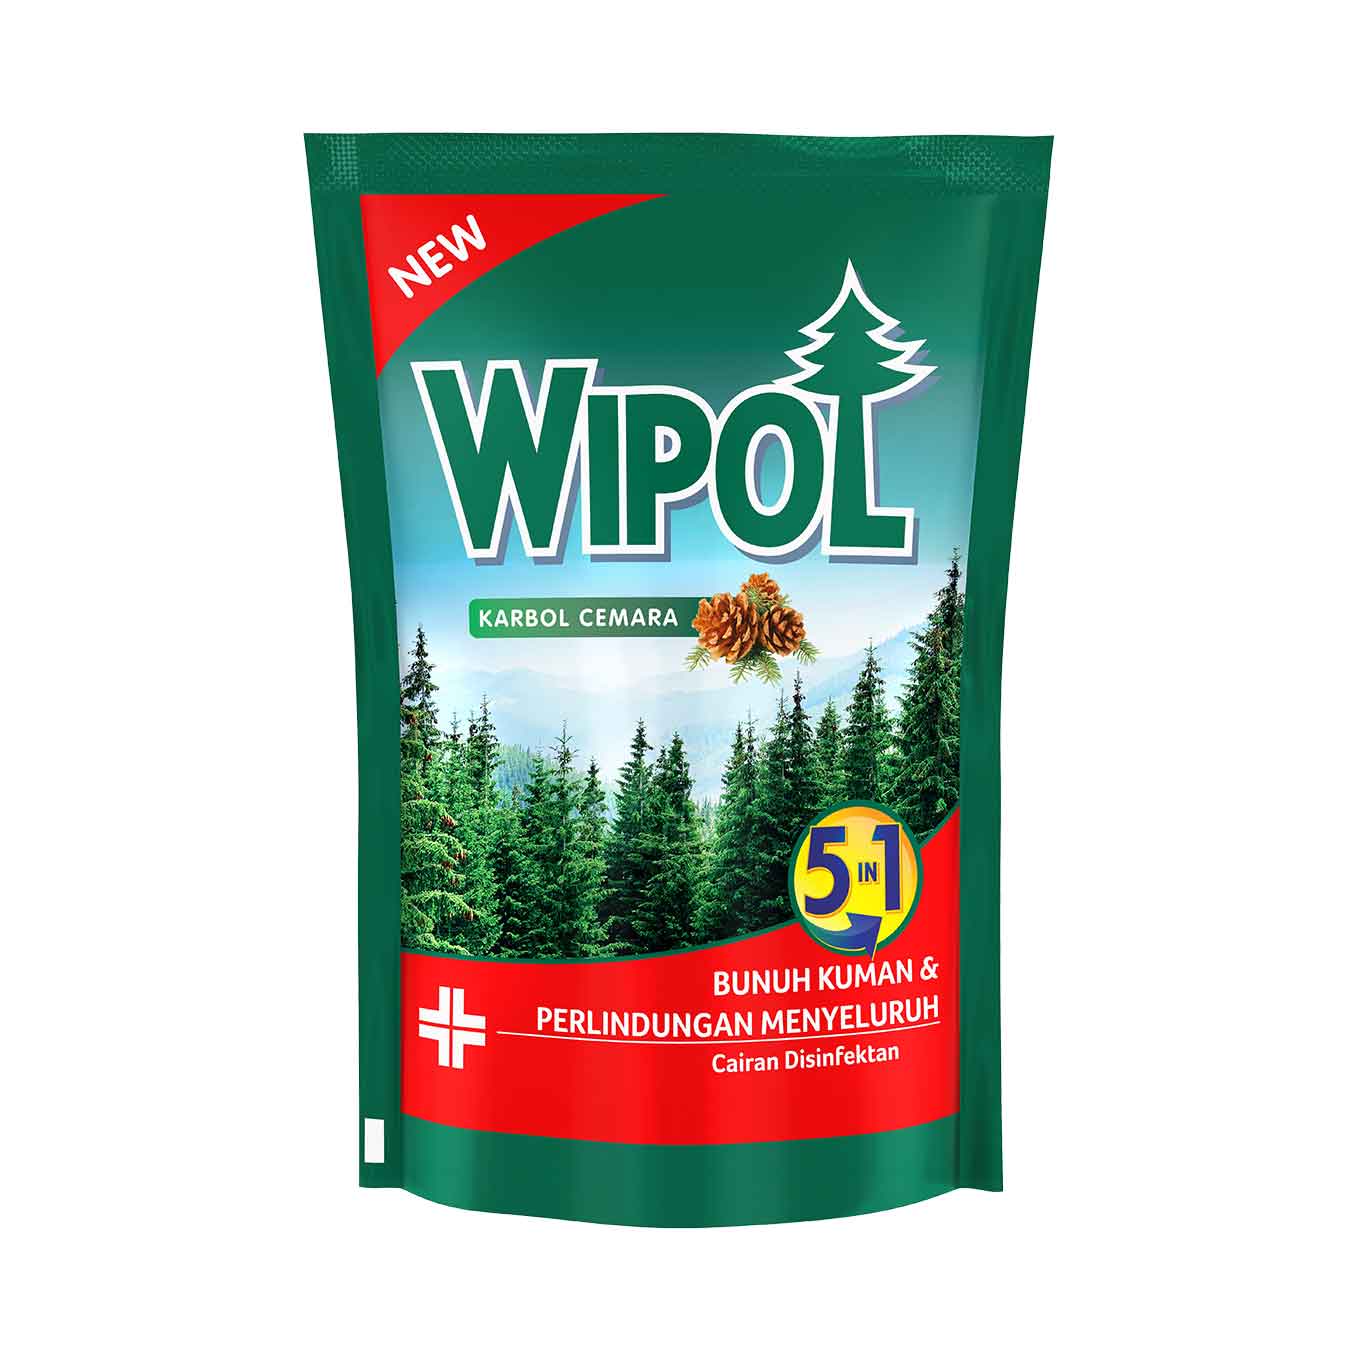 NEW
WIPOL
KARBOL CEMARA
5 IN 1
BUNUH KUMAN &
PERLINDUNGAN MENYELURUH
Cairan Disinfektan